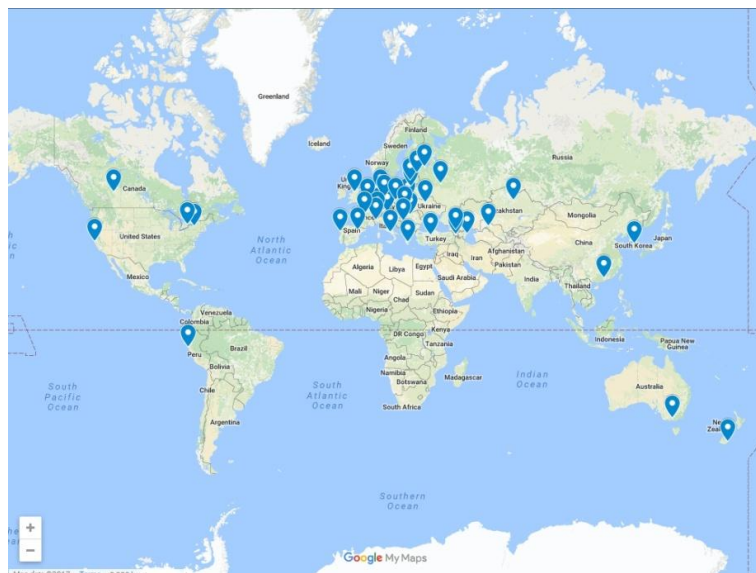 Greenland
Iceland
Finland
Sweden
Norway
Russia
Canada
Ukraine
Mongolia
United States
Spain
Turkey
China
Japan
South Korea
North
Atlantic
Ocean
Iraq
Iran
Afghanistan
Pakistan
Algeria
Libya
Egypt
Saudi Arabia
India
Thailand
Mexico
Mali
Niger
Chad
Sudan
Nigeria
Ethiopia
Venezuela
Colombia
DR Congo
Kenya
Tanzania
Indonesia
Papua New
Guinea
Peru
Brazil
Bolivia
Angola
Namibia
Botswana
Madagascar
Indian
Ocean
South
Pacific
Ocean
South
Atlantic
Ocean
Chile
Australia
Argentina
South Africa
Southern
Ocean
+
−
Google My Maps